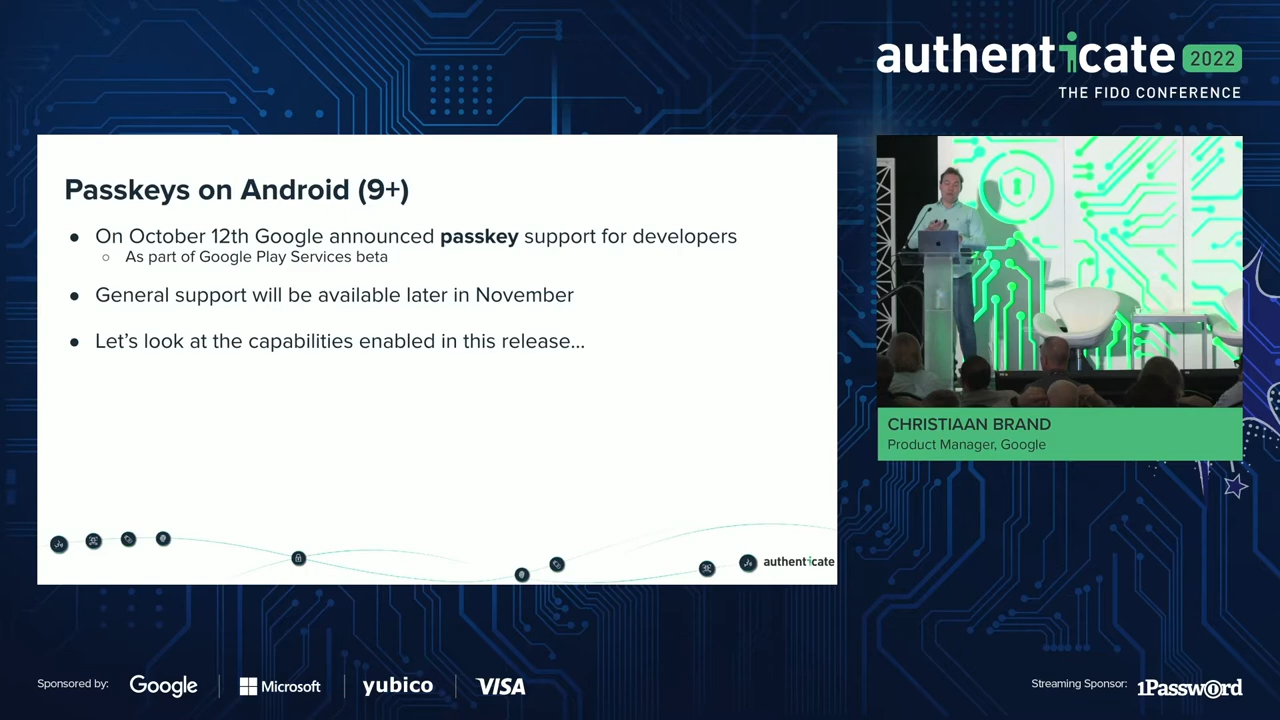 authenticate 2022
THE FIDO CONFERENCE
Passkeys on Android (9+)
● On October 12th Google announced passkey support for developers
○ As part of Google Play Services beta
● General support will be available later in November
● Let’s look at the capabilities enabled in this release...
authenticate
CHRISTIAAN BRAND
Product Manager, Google
Sponsored by: Google Microsoft yubico VISA
Streaming Sponsor: 1Password